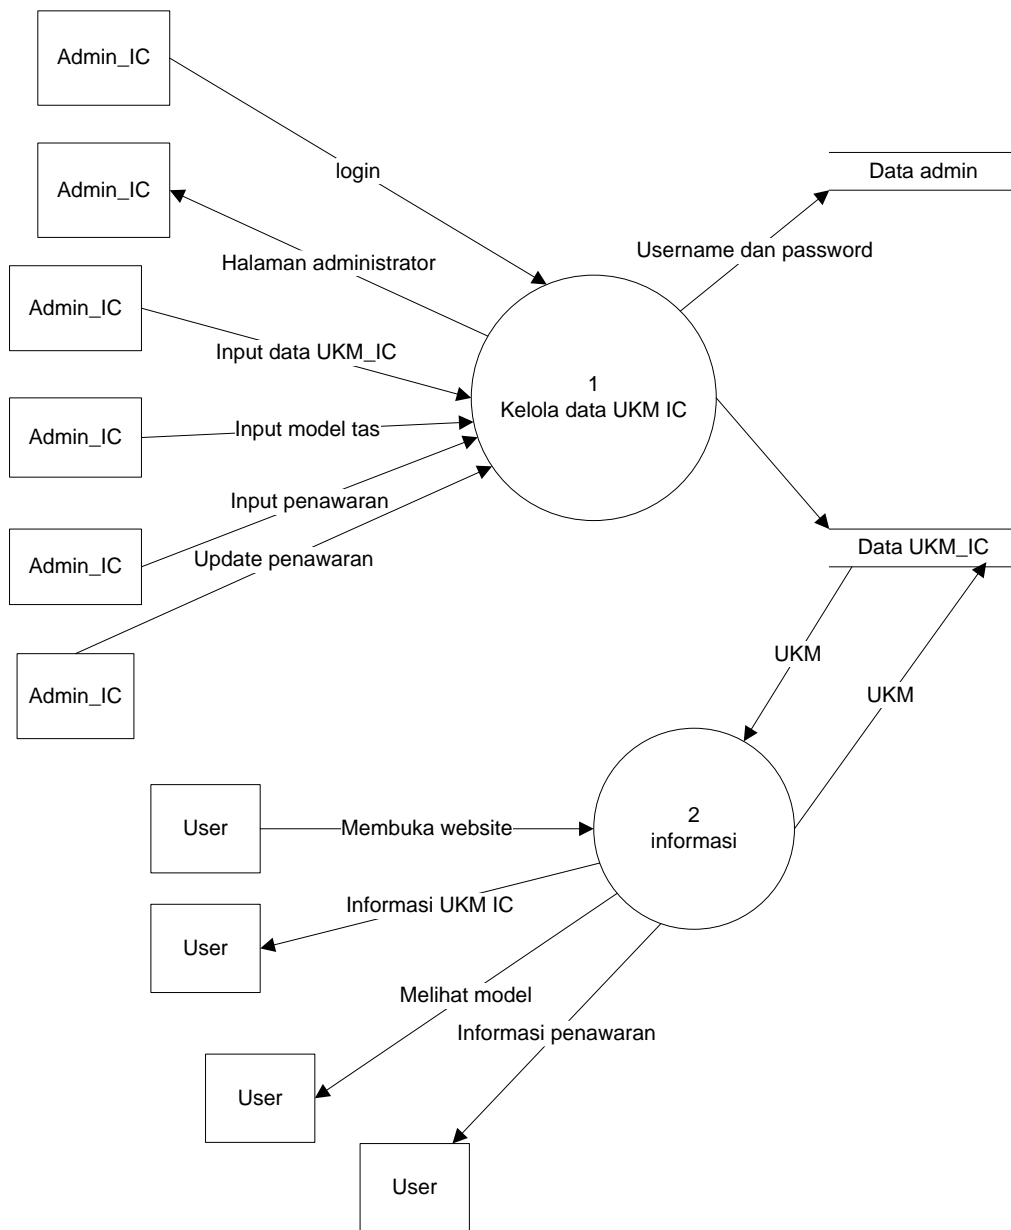 Admin_IC
login
Admin_IC
Data admin
Username dan password
Halaman administrator
Admin_IC
Input data UKM_IC
1
Kelola data UKM IC
Admin_IC
Input model tas
Input penawaran
Data UKM_IC
Update penawaran
Admin_IC
UKM
UKM
Admin_IC
2
informasi
User
Membuka website
Informasi UKM IC
User
Melihat model
Informasi penawaran
User
User